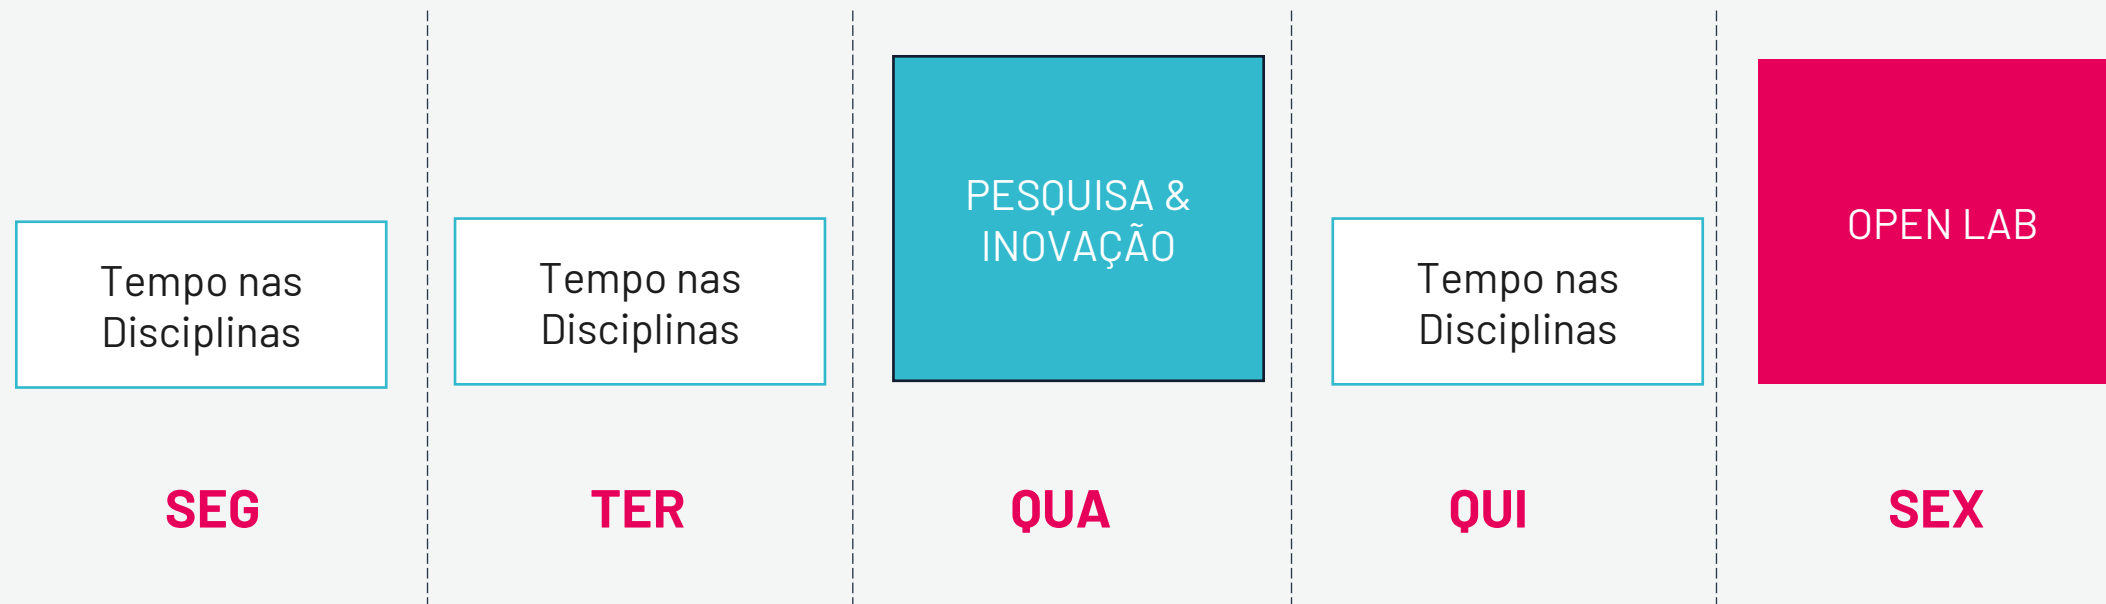 Tempo nas
Disciplinas
Tempo nas
Disciplinas
PESQUISA &
INOVAÇÃO
Tempo nas
Disciplinas
OPEN LAB
SEG
TER
QUA
QUI
SEX